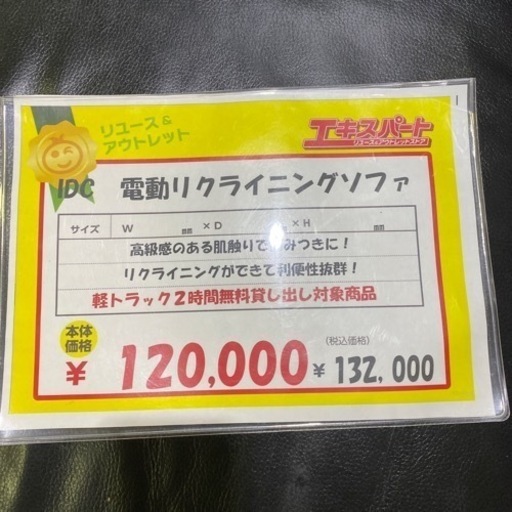 リユース&
アウトレット
エキスパート
リユース&アウトレットストア
IDC 電動リクライニングソファ
サイズ W ㎜ ×D ㎜ ×H ㎜
高級感のある肌触りで みつきに！
リクライニングができて利便性抜群！
軽トラック２時間無料貸し出し対象商品
本体
価格
(税込価格)
¥ 120,000 ¥ 132,000